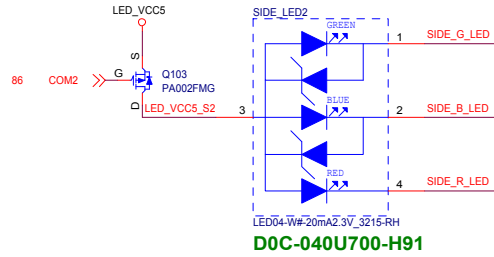 LED_VCC5
SIDE_LED2
GREEN
1 SIDE_G_LED
S
86 COM2 G Q103
PA002FMG
D LED_VCC5_S2 3
BLUE
2 SIDE_B_LED
RED
4 SIDE_R_LED
LED04-W#-20mA2.3V_3215-RH
D0C-040U700-H91